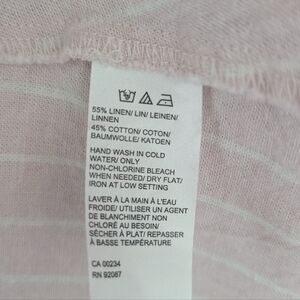 55% LINEN/ LIN/ LEINEN/
LINNEN
45% COTTON/ COTON/
BAUMWOLLE/ KATOEN
HAND WASH IN COLD
WATER/ ONLY
NON-CHLORINE BLEACH
WHEN NEEDED/ DRY FLAT/
IRON AT LOW SETTING
LAVER À LA MAIN À L'EAU
FROIDE/ UTILISER UN AGENT
DE BLANCHIMENT NON
CHLORÉ AU BESOIN/
SÉCHER À PLAT/ REPASSER
À BASSE TEMPÉRATURE
CA 00234
RN 92087